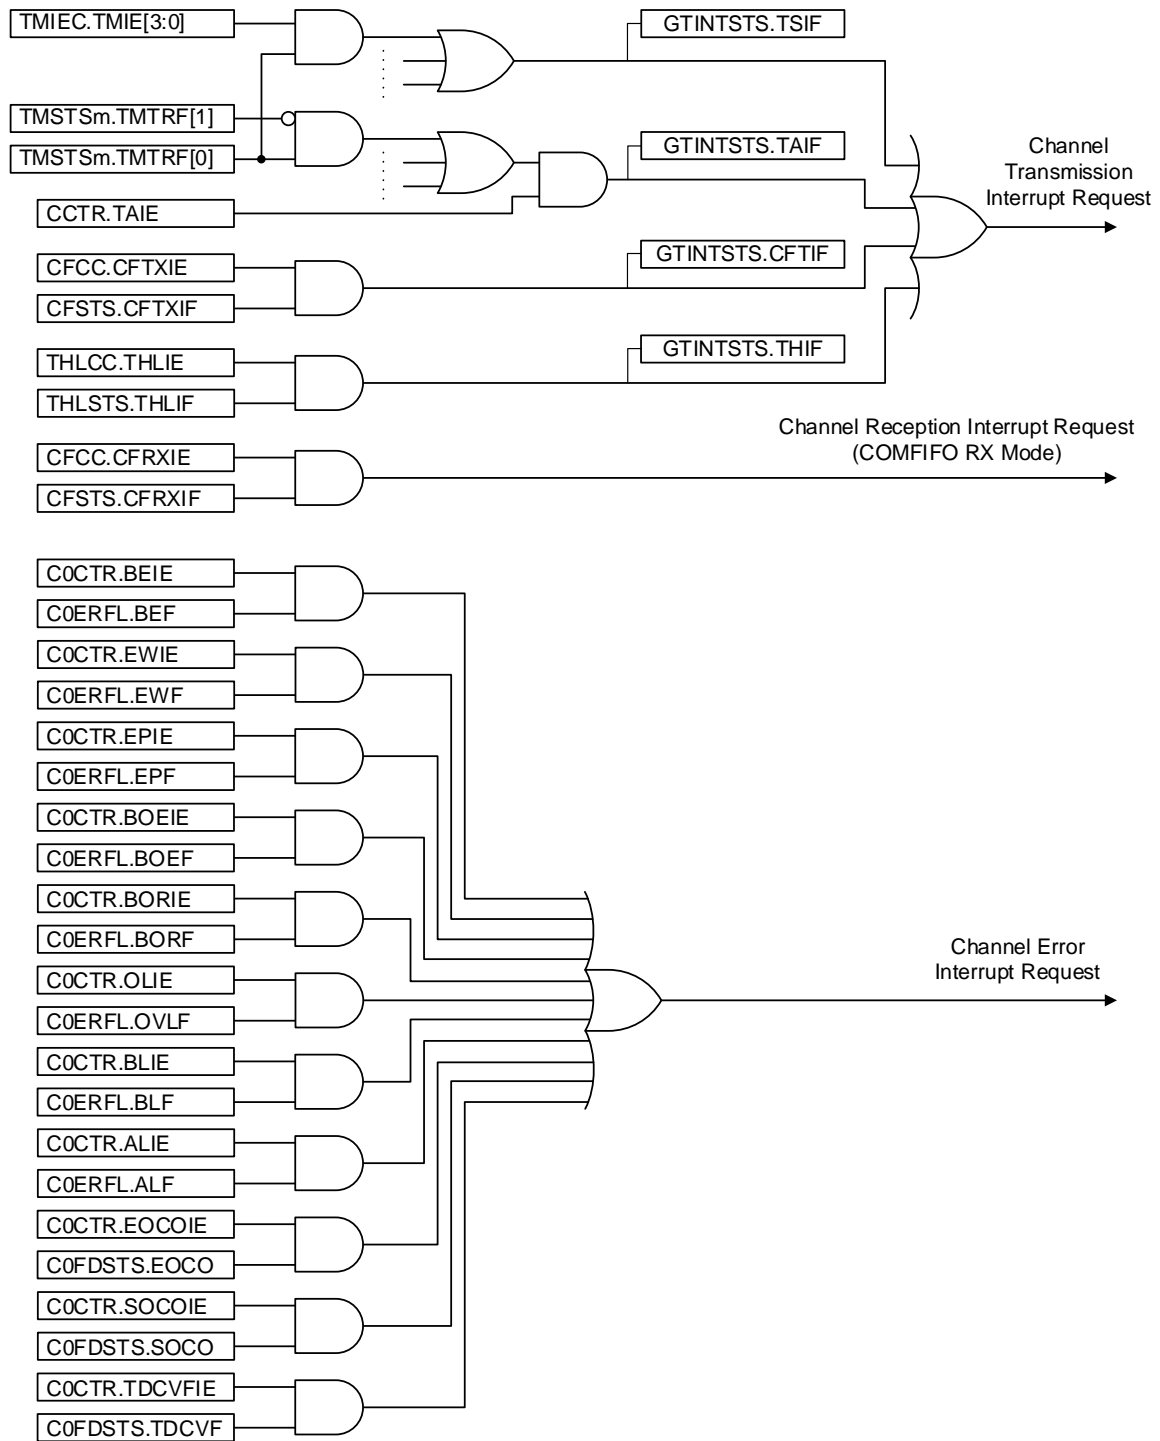 TMIEC.TMIE[3:0]
GTINTSTS.TSIF
TMSTSm.TMTRF[1]
TMSTSm.TMTRF[0]
GTINTSTS.TAIF
Channel
Transmission
Interrupt Request
CCTR.TAIE
CFCC.CFTXIE
GTINTSTS.CFTIF
CFSTS.CFTXIF
THLCC.THLIE
GTINTSTS.THIF
THLSTS.THLIF
Channel Reception Interrupt Request
(COMFIFO RX Mode)
CFCC.CFRXIE
CFSTS.CFRXIF
C0CTR.BEIE
C0ERFL.BEF
C0CTR.EWIE
C0ERFL.EWF
C0CTR.EPIE
C0ERFL.EPF
C0CTR.BOEIE
C0ERFL.BOEF
C0CTR.BORIE
C0ERFL.BORF
Channel Error
Interrupt Request
C0CTR.OLIE
C0ERFL.OVLF
C0CTR.BLIE
C0ERFL.BLF
C0CTR.ALIE
C0ERFL.ALF
C0CTR.EOCOIE
C0FDSTS.EOCO
C0CTR.SOCOIE
C0FDSTS.SOCO
C0CTR.TDCVFIE
C0FDSTS.TDCVF